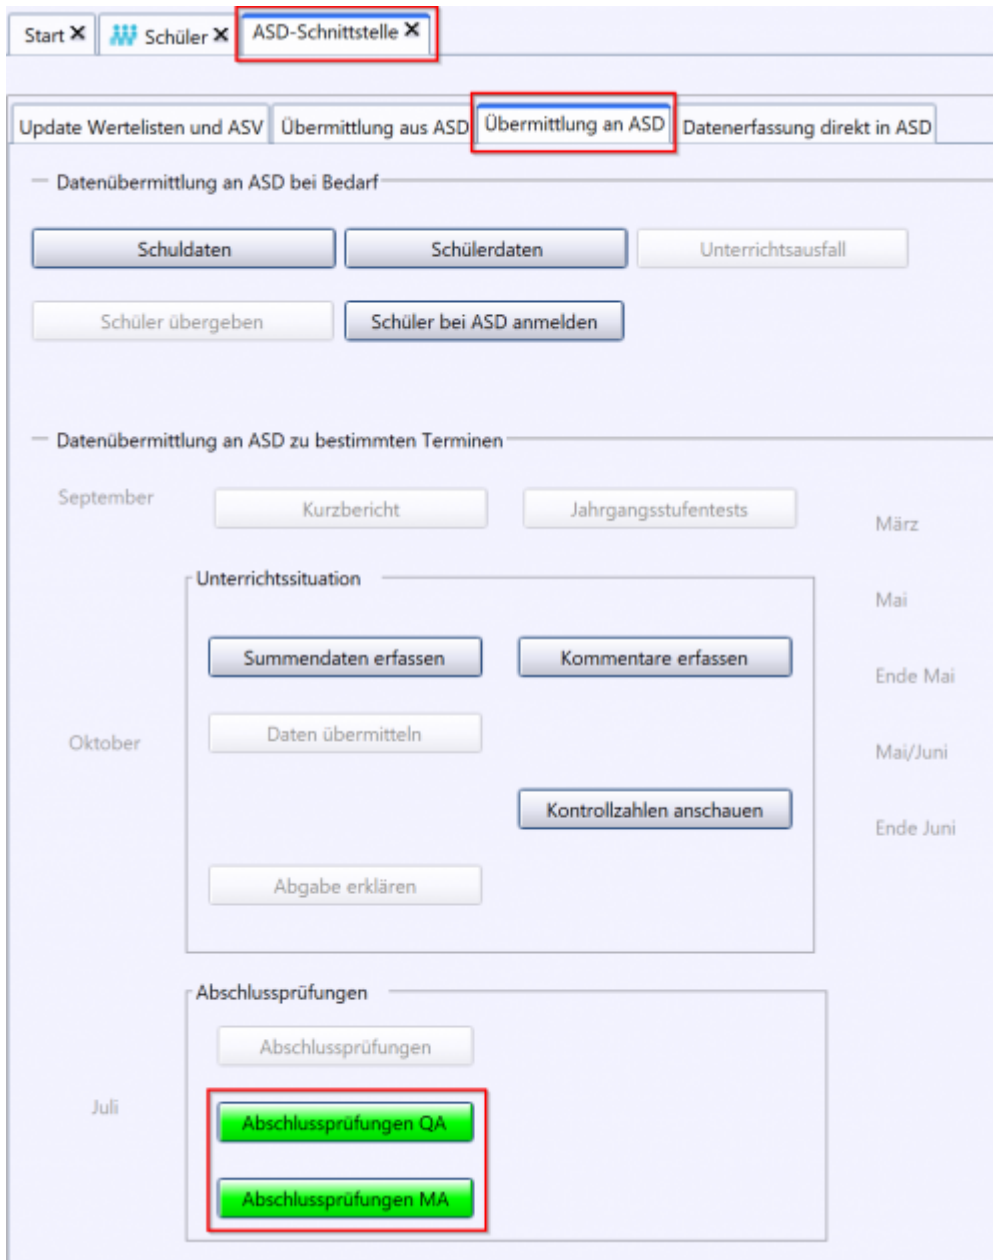 Start Schüler ASD-Schnittstelle
Update Wertelisten und ASV Übermittlung aus ASD Übermittlung an ASD Datenerfassung direkt in ASD
Datenübermittlung an ASD bei Bedarf
Schuldaten Schülerdaten Unterrichtsausfall
Schüler übergeben Schüler bei ASD anmelden
Datenübermittlung an ASD zu bestimmten Terminen
September Kurzbericht Jahrgangsstufentests
März
Unterrichtssituation
Mai
Summendaten erfassen Kommentare erfassen
Ende Mai
Oktober Daten übermitteln
Mai/Juni
Kontrollzahlen anschauen
Ende Juni
Abgabe erklären
Abschlussprüfungen
Abschlussprüfungen
Juli
Abschlussprüfungen QA
Abschlussprüfungen MA